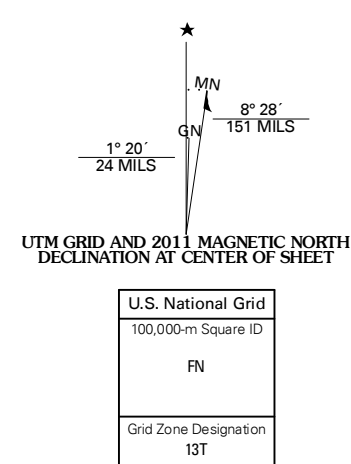 ★
MN
GN
8° 28´
151 MILS
1° 20´
24 MILS
UTM GRID AND 2011 MAGNETIC NORTH
DECLINATION AT CENTER OF SHEET
U.S. National Grid
100,000-m Square ID
FN
Grid Zone Designation
13T